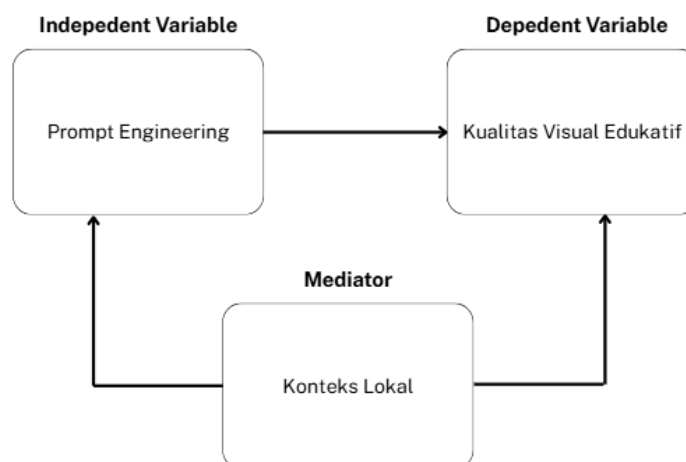 Indepedent Variable
Depedent Variable
Prompt Engineering
Kualitas Visual Edukatif
Mediator
Konteks Lokal